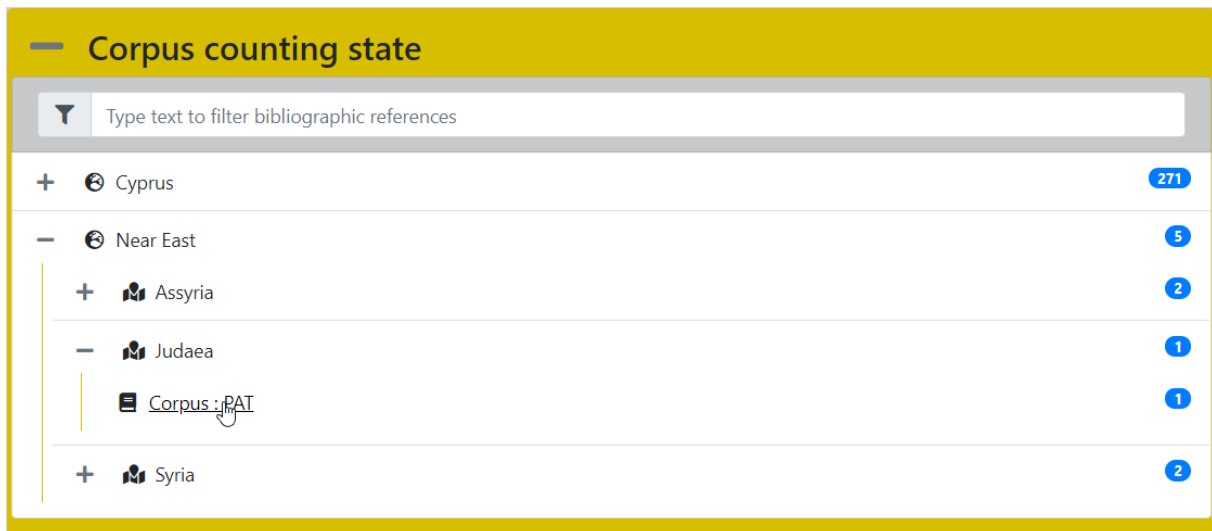 Corpus counting state
Type text to filter bibliographic references
Cyprus 271
Near East 5
Assyria 2
Judaea 1
Corpus : PAT 1
Syria 2